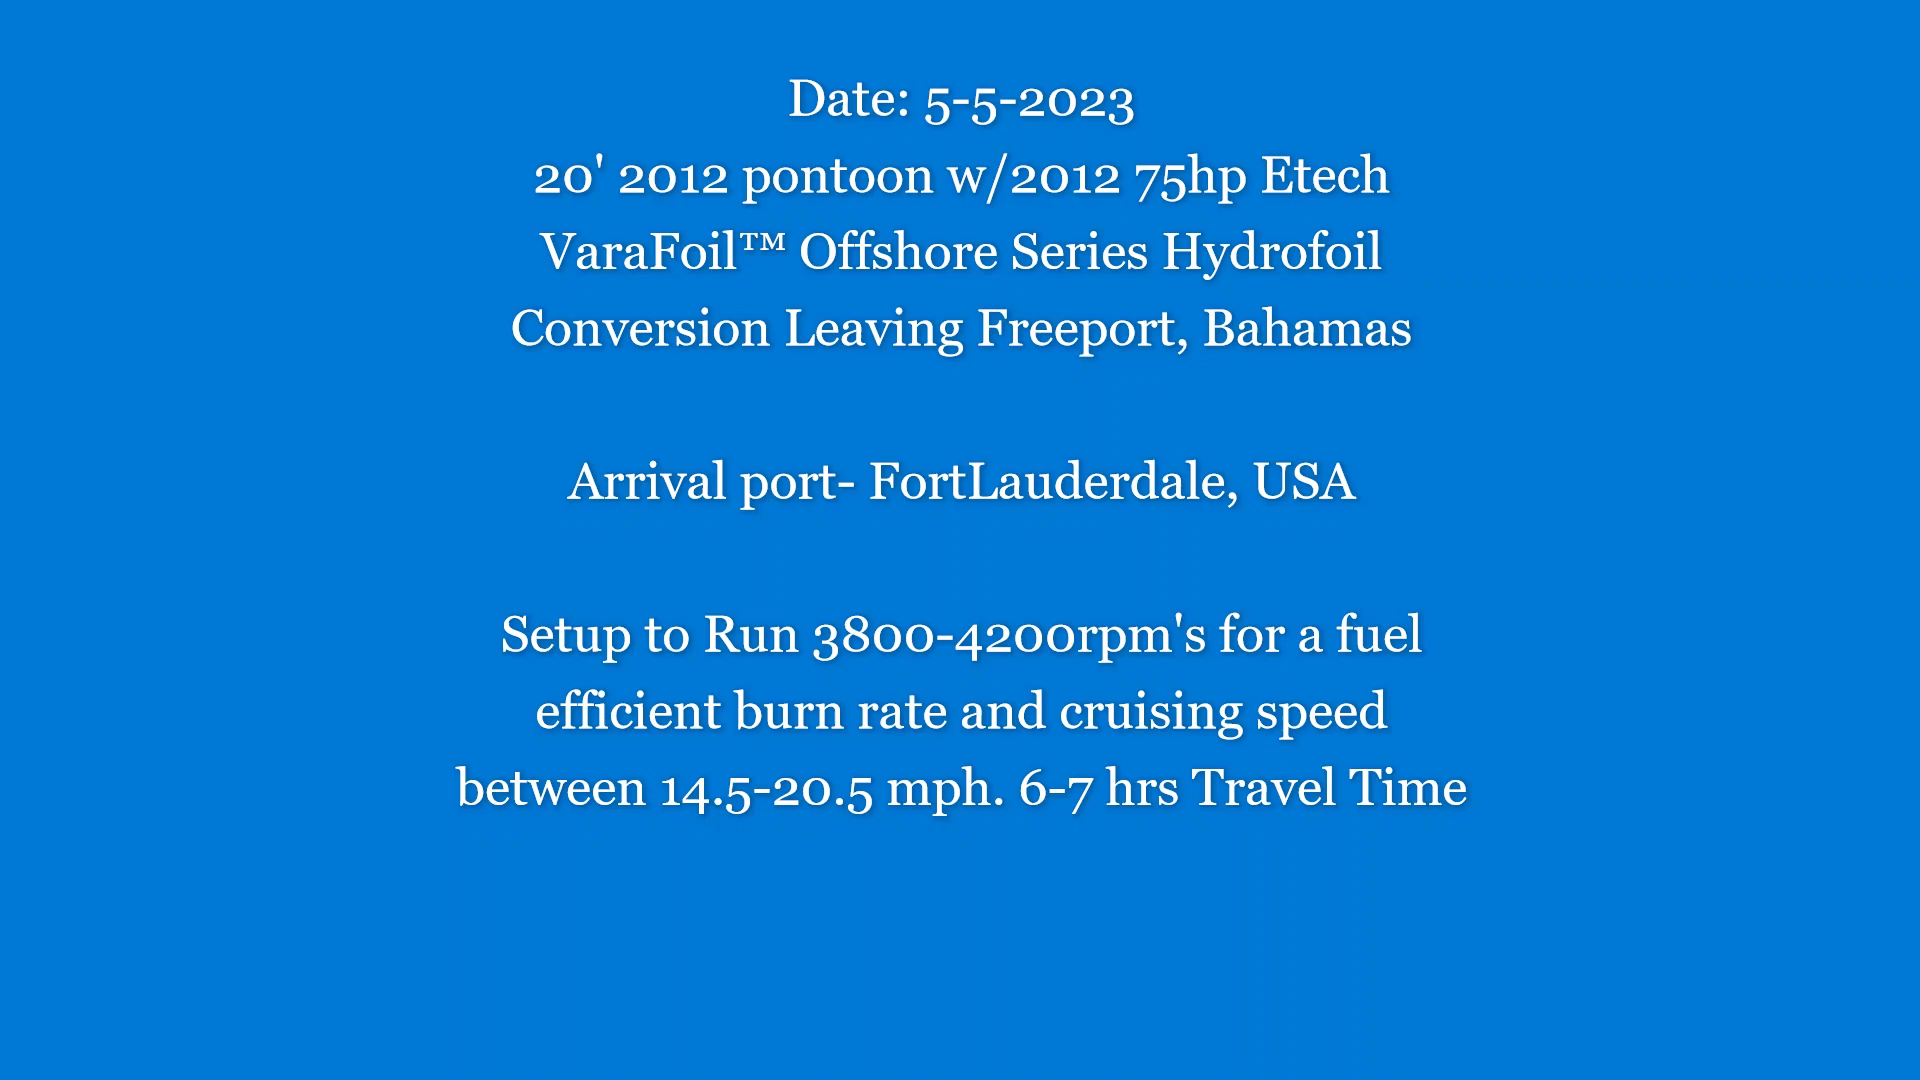 Date: 5-5-2023
20' 2012 pontoon w/2012 75hp Etech
VaraFoil™ Offshore Series Hydrofoil
Conversion Leaving Freeport, Bahamas
Arrival port- FortLauderdale, USA
Setup to Run 3800-4200rpm's for a fuel
efficient burn rate and cruising speed
between 14.5-20.5 mph. 6-7 hrs Travel Time